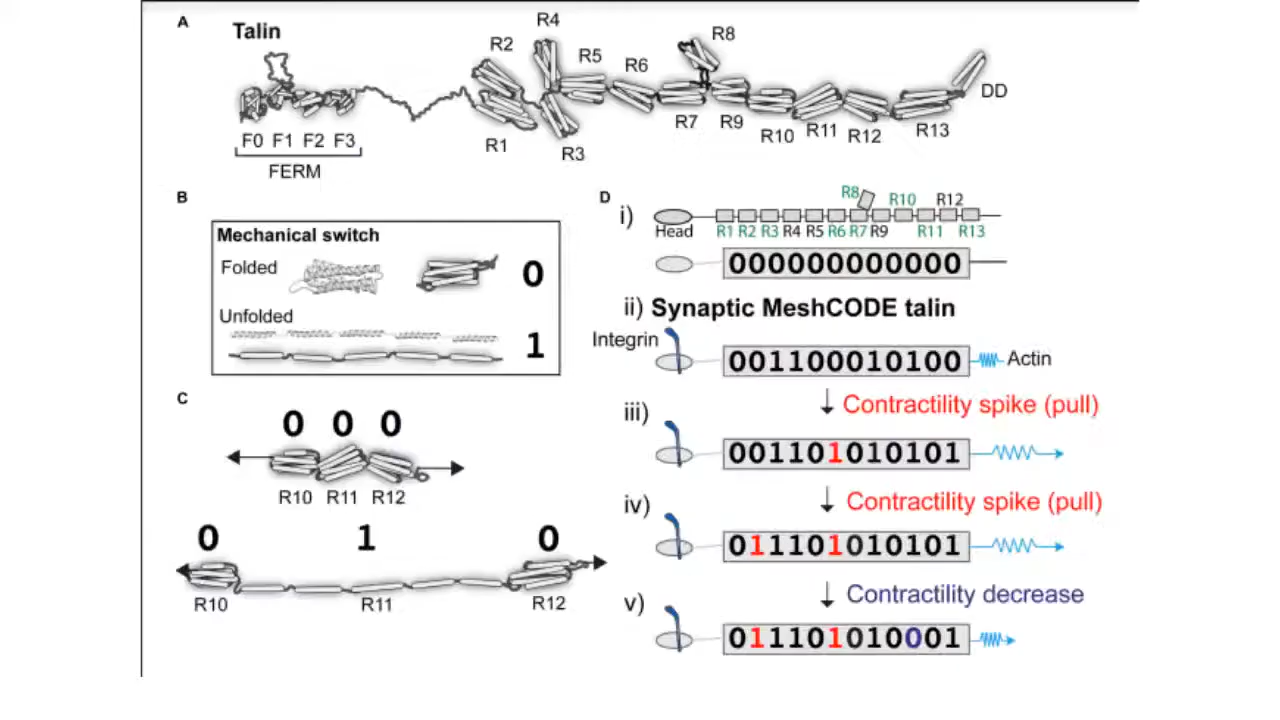 A
Talin
R4
R2
R5
R6
R8
DD
R7
R9
R10
R11
R12
R13
R1
R3
F0 F1 F2 F3
FERM
B
Mechanical switch
Folded
0
Unfolded
1
C
0 0 0
R10 R11 R12
0 1 0
R10 R11 R12
D
i)
R8 R10 R12
Head R1 R2 R3 R4 R5 R6 R7 R9 R11 R13
000000000000
ii) Synaptic MeshCODE talin
Integrin
001100010100
Actin
Contractility spike (pull)
iii)
001101010101
Contractility spike (pull)
iv)
011101010101
Contractility decrease
v)
011101010001